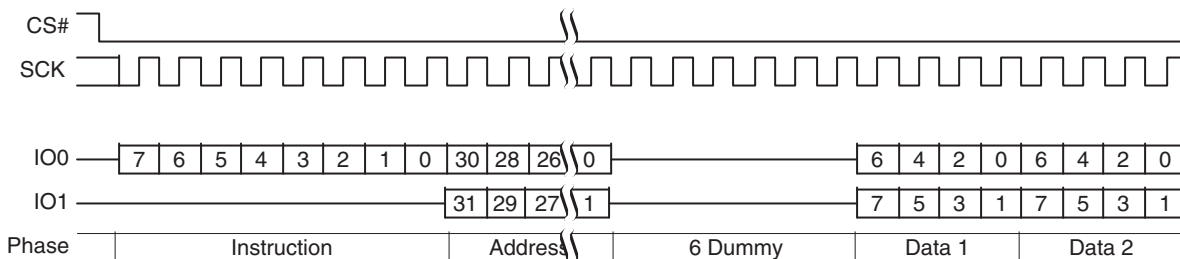 CS#
SCK
IO0 7 6 5 4 3 2 1 0 30 28 26 0 6 4 2 0 6 4 2 0
IO1 31 29 27 1 7 5 3 1 7 5 3 1
Phase Instruction Address 6 Dummy Data 1 Data 2